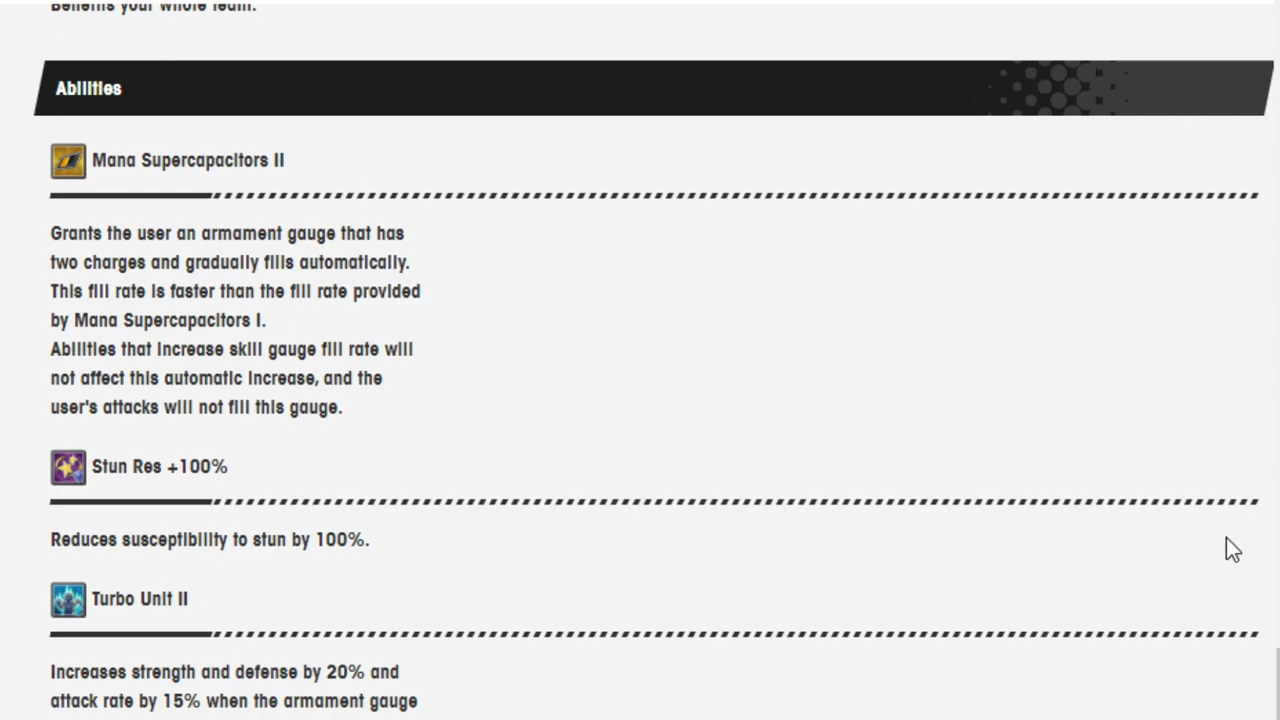 Benefits your whole team.
Abilities
Mana Supercapacitors II
Grants the user an armament gauge that has
two charges and gradually fills automatically.
This fill rate is faster than the fill rate provided
by Mana Supercapacitors I.
Abilities that increase skill gauge fill rate will
not affect this automatic increase, and the
user's attacks will not fill this gauge.
Stun Res +100%
Reduces susceptibility to stun by 100%.
Turbo Unit II
Increases strength and defense by 20% and
attack rate by 15% when the armament gauge